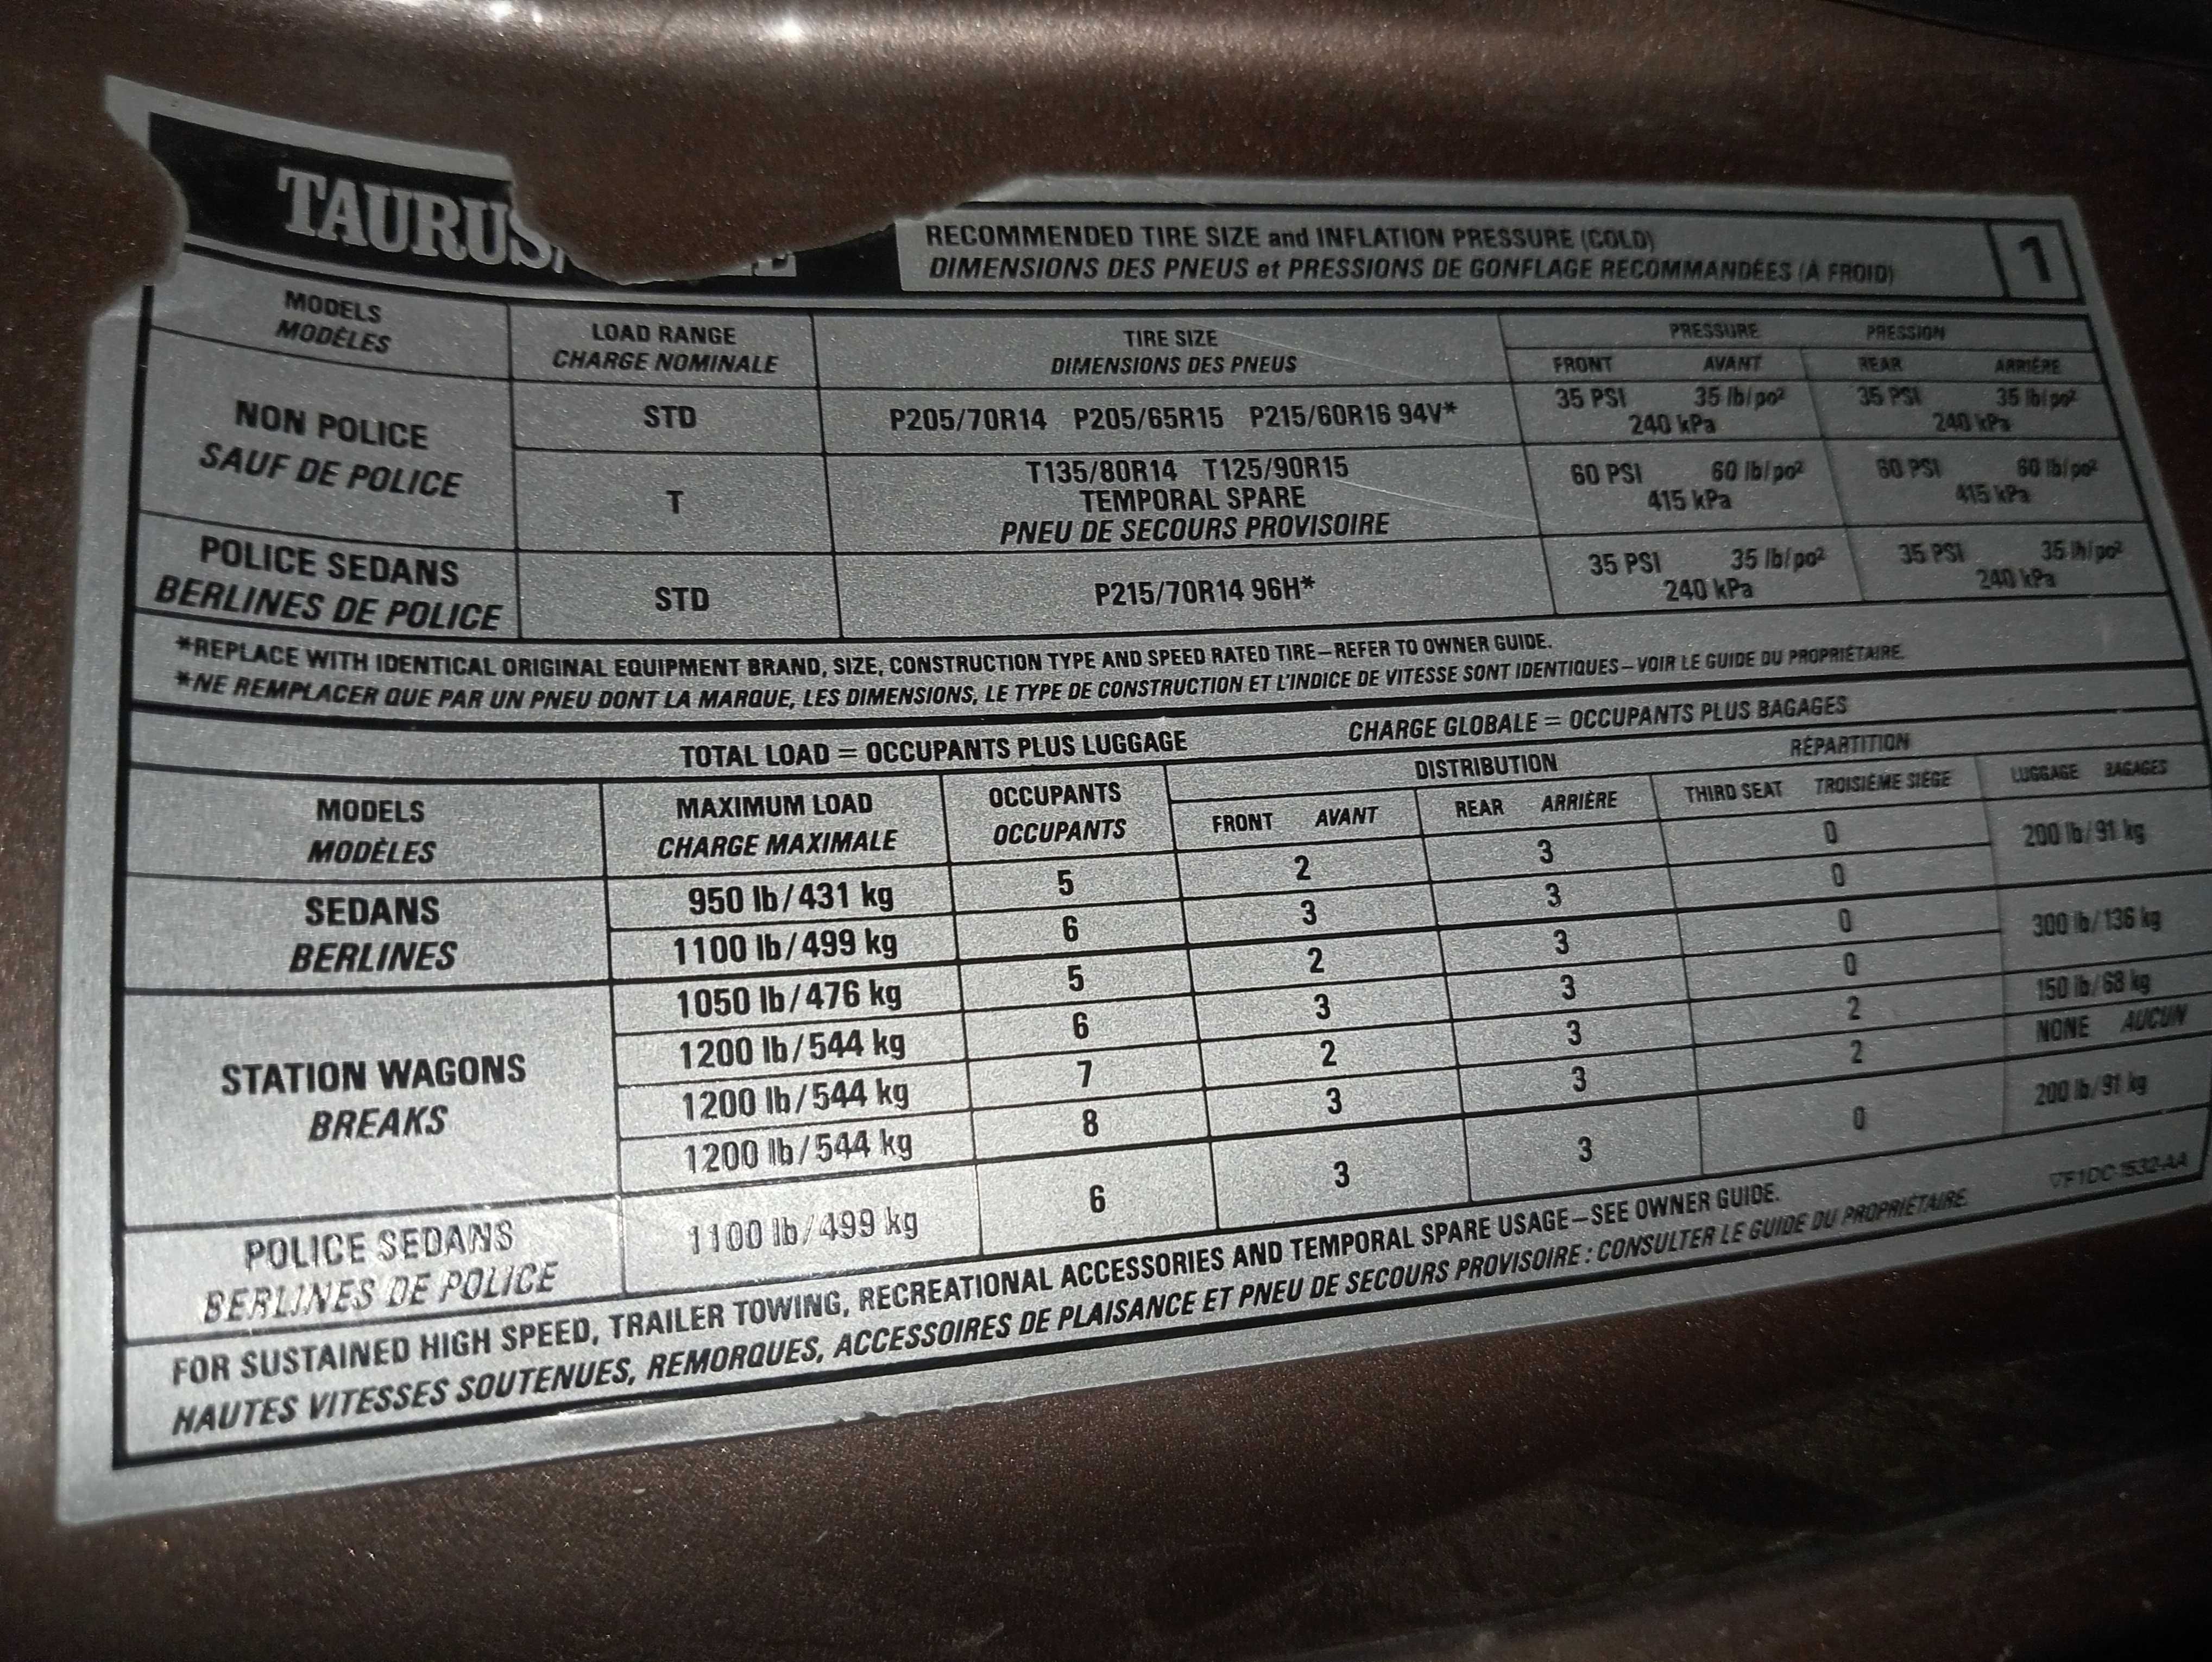 TAURUS/
RECOMMENDED TIRE SIZE and INFLATION PRESSURE (COLD)
DIMENSIONS DES PNEUS et PRESSIONS DE GONFLAGE RECOMMANDÉES (À FROID)
1
MODELS
MODÈLES
LOAD RANGE
CHARGE NOMINALE
TIRE SIZE
DIMENSIONS DES PNEUS
PRESSURE PRESSION
FRONT AVANT REAR ARRIÈRE
NON POLICE
SAUF DE POLICE
STD
P205/70R14 P205/65R15 P215/60R16 94V*
35 PSI 35 lb/po² 35 PSI 35 lb/po²
240 kPa 240 kPa
T
T135/80R14 T125/90R15
TEMPORAL SPARE
PNEU DE SECOURS PROVISOIRE
60 PSI 60 lb/po² 60 PSI 60 lb/po²
415 kPa 415 kPa
POLICE SEDANS
BERLINES DE POLICE
STD
P215/70R14 96H*
35 PSI 35 lb/po² 35 PSI 35 lb/po²
240 kPa 240 kPa
*REPLACE WITH IDENTICAL ORIGINAL EQUIPMENT BRAND, SIZE, CONSTRUCTION TYPE AND SPEED RATED TIRE–REFER TO OWNER GUIDE.
*NE REMPLACER QUE PAR UN PNEU DONT LA MARQUE, LES DIMENSIONS, LE TYPE DE CONSTRUCTION ET L'INDICE DE VITESSE SONT IDENTIQUES–VOIR LE GUIDE DU PROPRIÉTAIRE.
TOTAL LOAD = OCCUPANTS PLUS LUGGAGE CHARGE GLOBALE = OCCUPANTS PLUS BAGAGES
MODELS
MODÈLES
MAXIMUM LOAD
CHARGE MAXIMALE
OCCUPANTS
OCCUPANTS
DISTRIBUTION RÉPARTITION
FRONT AVANT REAR ARRIÈRE THIRD SEAT TROISIÈME SIÈGE LUGGAGE BAGAGES
SEDANS
BERLINES
950 lb/431 kg 5 2 3 0 200 lb/91 kg
1100 lb/499 kg 6 3 3 0
STATION WAGONS
BREAKS
1050 lb/476 kg 5 2 3 0 300 lb/136 kg
1200 lb/544 kg 6 3 3 0
1200 lb/544 kg 7 2 3 2 150 lb/68 kg
1200 lb/544 kg 8 3 3 2 NONE AUCUN
POLICE SEDANS
BERLINES DE POLICE
1100 lb/499 kg 6 3 3 0 200 lb/91 kg
FOR SUSTAINED HIGH SPEED, TRAILER TOWING, RECREATIONAL ACCESSORIES AND TEMPORAL SPARE USAGE–SEE OWNER GUIDE.
HAUTES VITESSES SOUTENUES, REMORQUES, ACCESSOIRES DE PLAISANCE ET PNEU DE SECOURS PROVISOIRE : CONSULTER LE GUIDE DU PROPRIÉTAIRE
F1DC-1532-AA